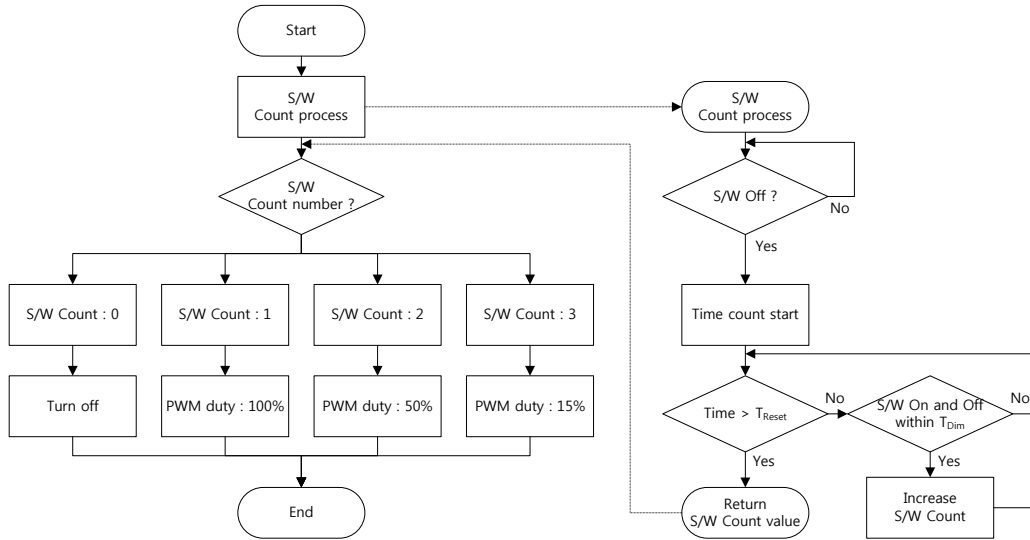 Start
S/W
Count process
S/W
Count number ?
S/W Count : 0
S/W Count : 1
S/W Count : 2
S/W Count : 3
Turn off
PWM duty : 100%
PWM duty : 50%
PWM duty : 15%
End
S/W
Count process
S/W Off ?
No
Yes
Time count start
Time > TReset
No
Yes
S/W On and Off
within TDim
No
Yes
Increase
S/W Count
Return
S/W Count value